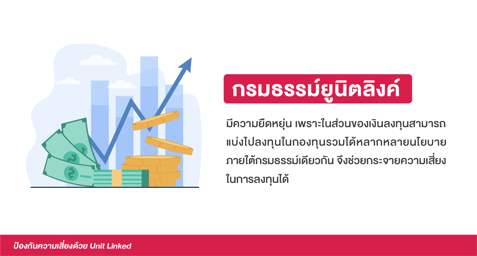 กรมธรรม์ยูนิตลิงค์
มีความยืดหยุ่น เพราะในส่วนของเงินลงทุนสามารถ
แบ่งไปลงทุนในกองทุนรวมได้หลากหลายนโยบาย
ภายใต้กรมธรรม์เดียวกัน จึงช่วยกระจายความเสี่ยง
ในการลงทุนได้
ป้องกันความเสี่ยงด้วย Unit Linked